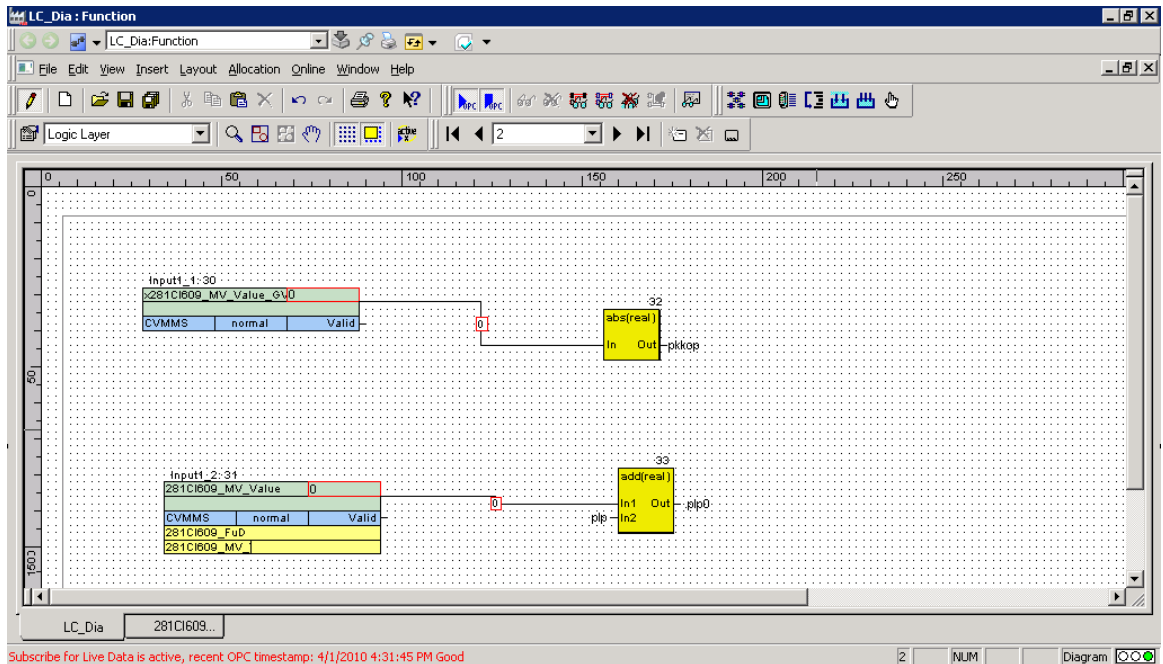 LC_Dia : Function
LC_Dia:Function
File Edit View Insert Layout Allocation Online Window Help
OPC OPC
Logic Layer 2
0 50 100 150 200 250
0
Input1_1: 30
x281CI609_MV_Value_GV0
32
abs(real)
CVMMS normal Valid
0
In Out pkkop
50
33
Input1_2: 31
add(real)
281CI609_MV_Value 0
0
In1 Out plp0
CVMMS normal Valid
plp In2
281CI609_FuD
281CI609_MV_
LC_Dia 281CI609...
Subscribe for Live Data is active, recent OPC timestamp: 4/1/2010 4:31:45 PM Good 2 NUM Diagram